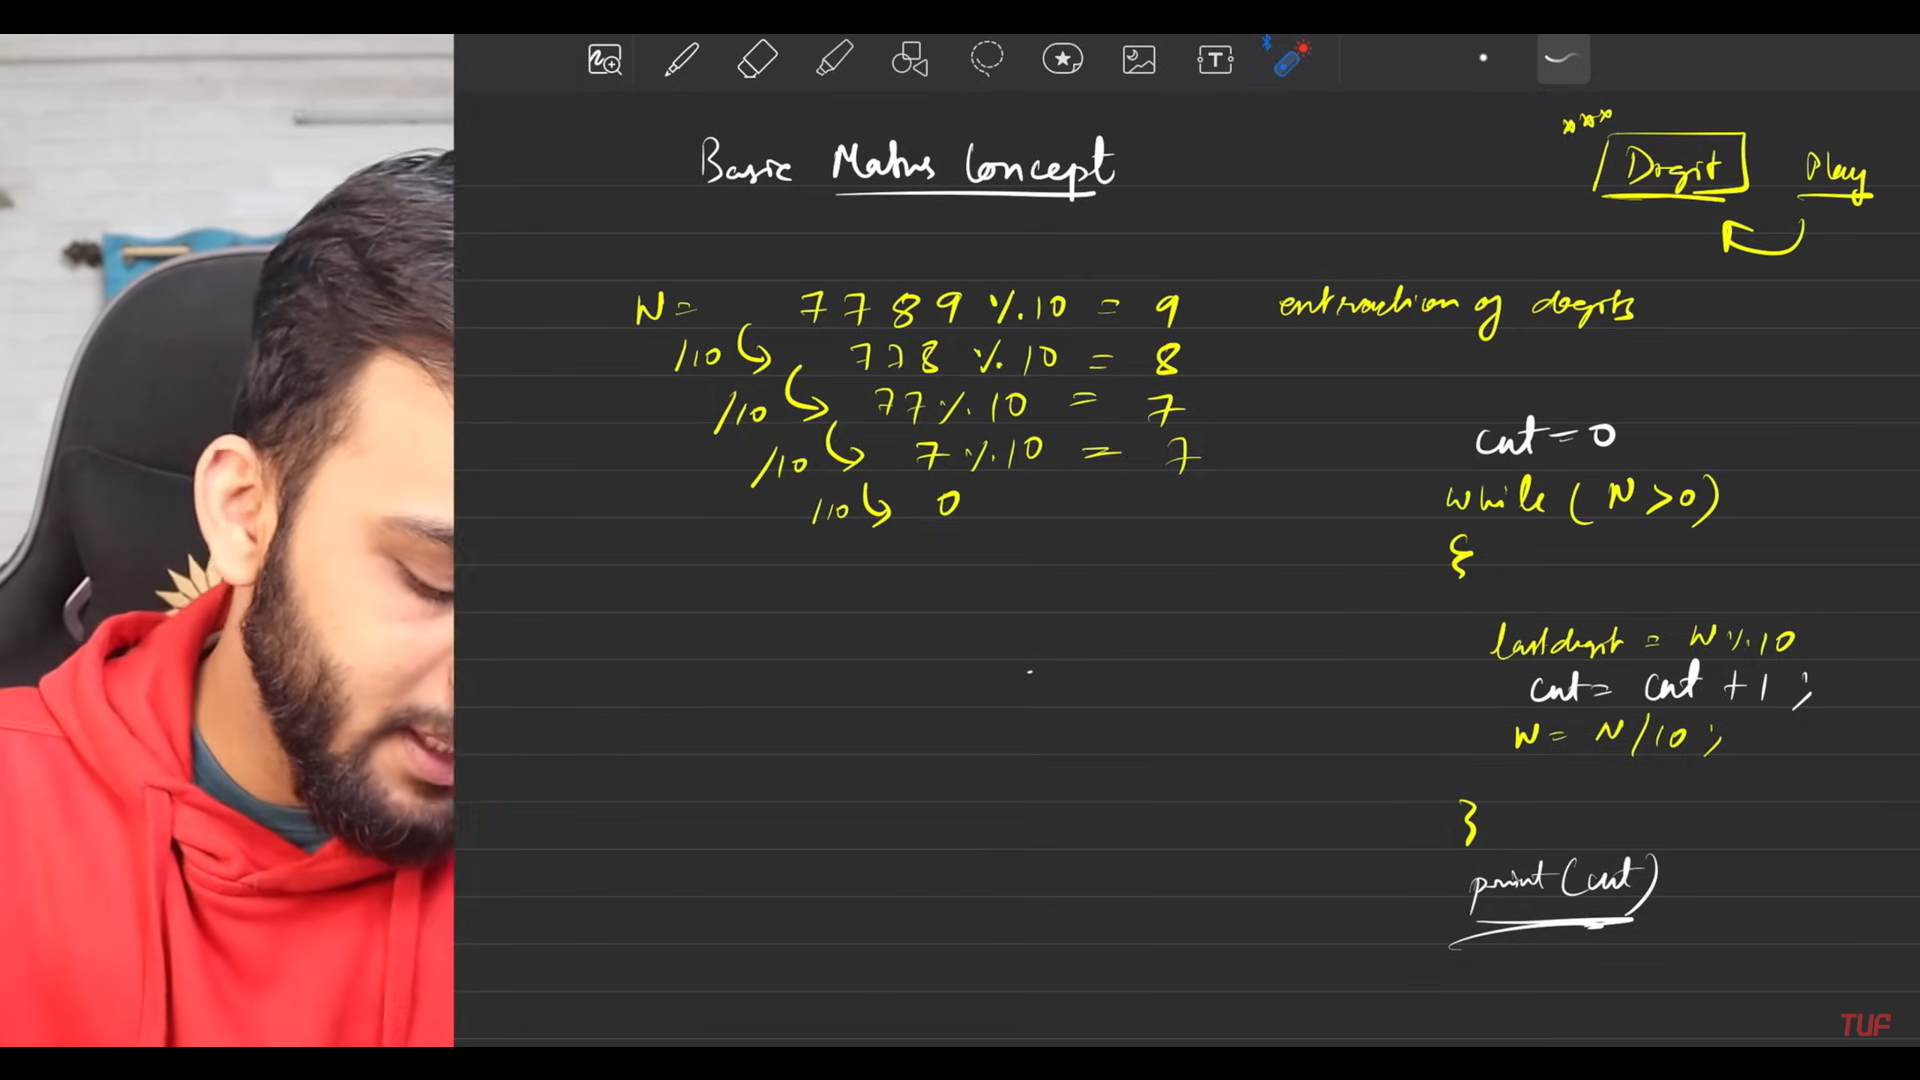 Basic Maths Concept
Digit Play
N = 7789 % 10 = 9 extraction of digits
/10 778 % 10 = 8
/10 77 % 10 = 7
/10 7 % 10 = 7
/10 0
cnt = 0
while ( N > 0 )
{
lastdigit = N % 10
cnt = cnt + 1 ;
N = N / 10 ;
}
print (cnt)
TUF